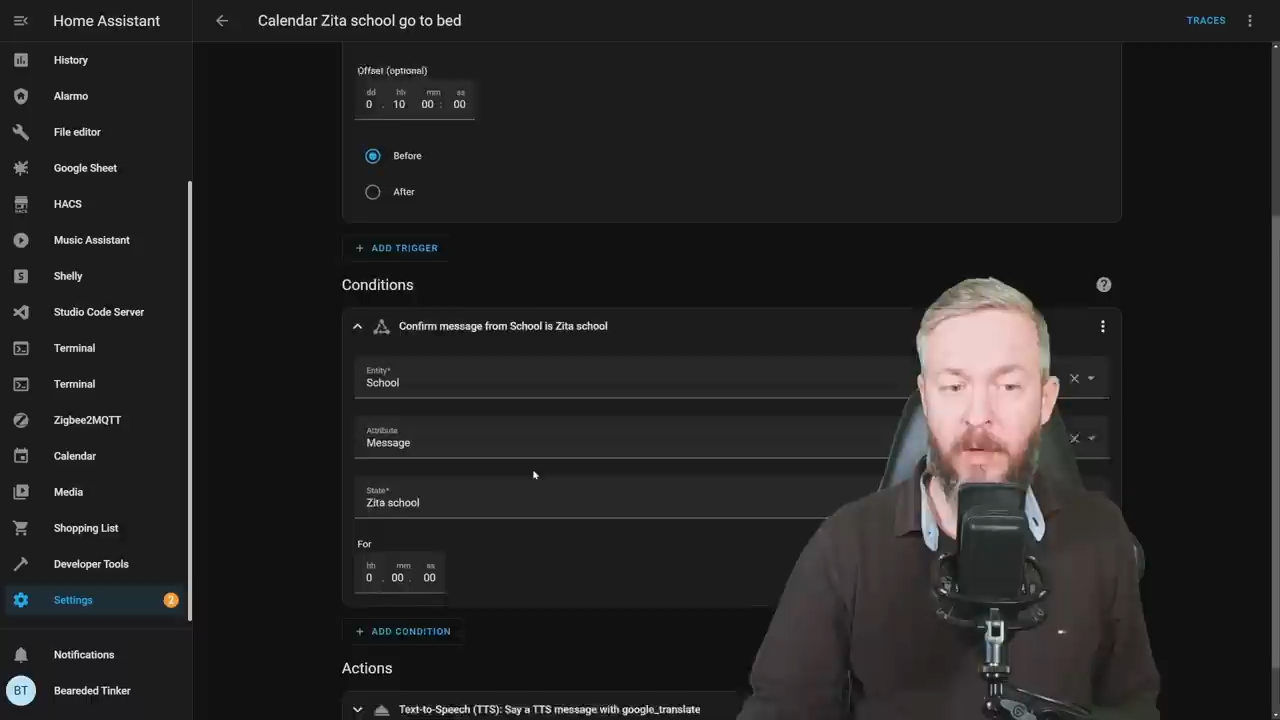 Home Assistant
Calendar Zita school go to bed
TRACES
History
Alarmo
File editor
Google Sheet
HACS
HACS
Music Assistant
Shelly
S
Studio Code Server
Terminal
Terminal
Zigbee2MQTT
Calendar
Media
Shopping List
Developer Tools
Settings
2
Notifications
BT
Beareded Tinker
Offset (optional)
dd hh mm ss
0 . 10 00 : 00
Before
After
+ ADD TRIGGER
Conditions
Confirm message from School is Zita school
Entity*
School
Attribute
Message
State*
Zita school
For
hh mm ss
0 . 00 00
+ ADD CONDITION
Actions
Text-to-Speech (TTS): Say a TTS message with google_translate